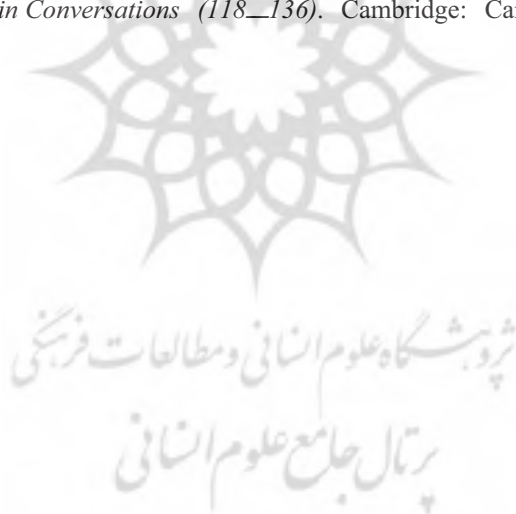 in Conversations (118_136). Cambridge: Ca
پژوهشگاه علوم انسانی و مطالعات فرهنگی
پرتال جامع علوم انسانی